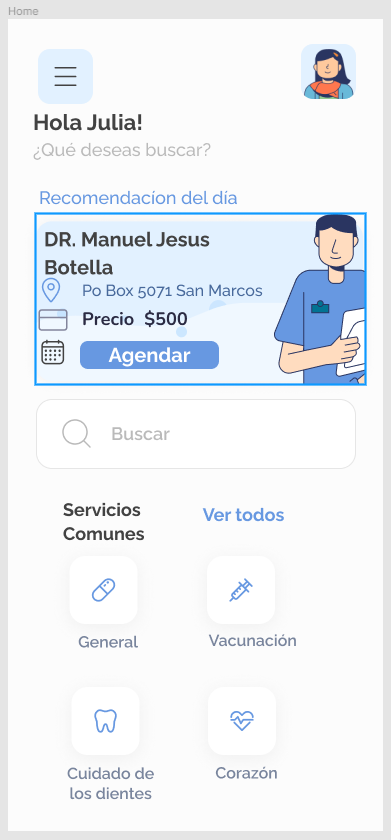 Home
Hola Julia!
¿Qué deseas buscar?
Recomendacíon del día
DR. Manuel Jesus
Botella
Po Box 5071 San Marcos
Precio $500
Agendar
Buscar
Servicios
Comunes
Ver todos
General
Vacunación
Cuidado de
los dientes
Corazón